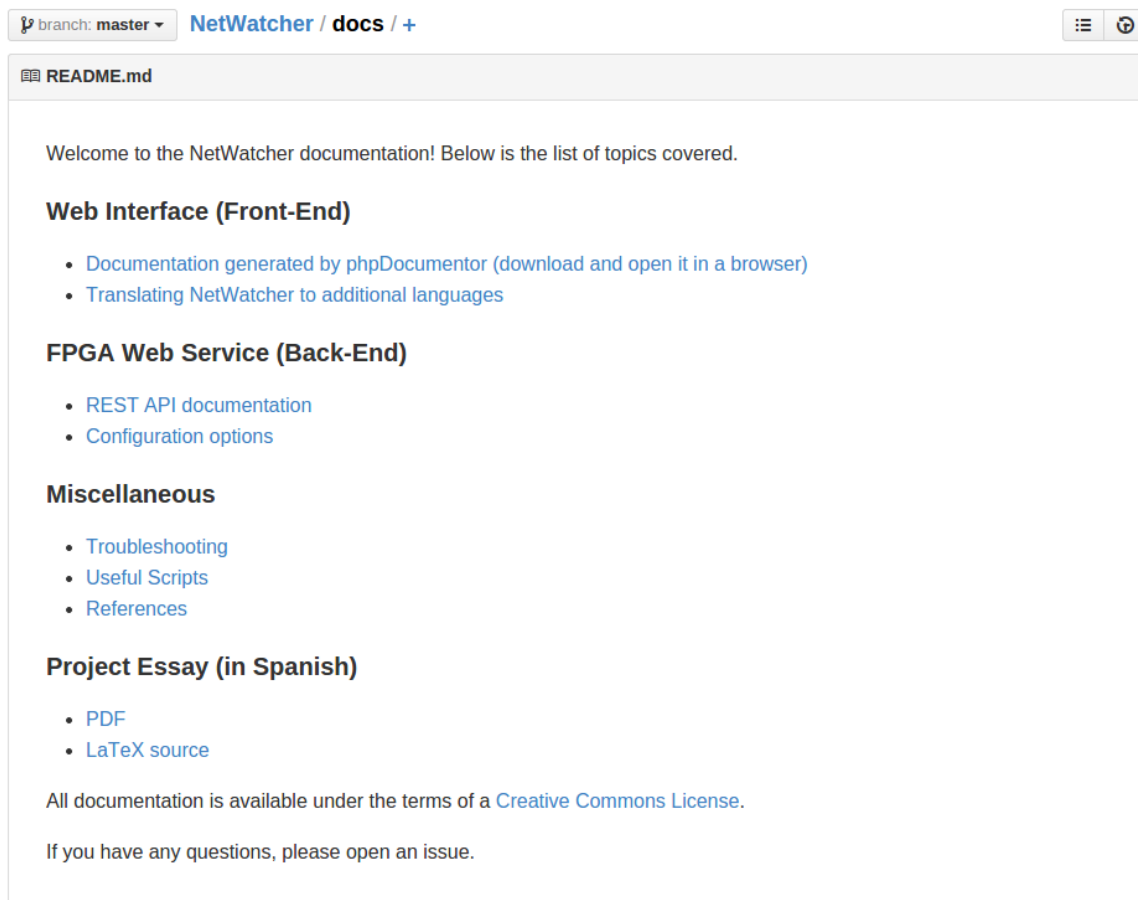 branch: master NetWatcher / docs / +
README.md
Welcome to the NetWatcher documentation! Below is the list of topics covered.
Web Interface (Front-End)
• Documentation generated by phpDocumentor (download and open it in a browser)
• Translating NetWatcher to additional languages
FPGA Web Service (Back-End)
• REST API documentation
• Configuration options
Miscellaneous
• Troubleshooting
• Useful Scripts
• References
Project Essay (in Spanish)
• PDF
• LaTeX source
All documentation is available under the terms of a Creative Commons License.
If you have any questions, please open an issue.